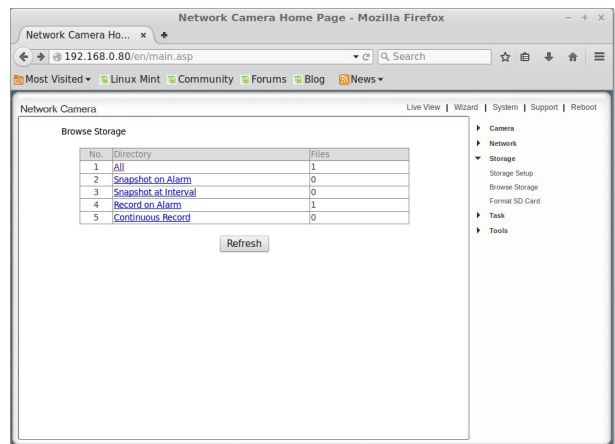 Network Camera Home Page - Mozilla Firefox
Network Camera Ho...
192.168.0.80/en/main.asp
Search
Most Visited Linux Mint Community Forums Blog News
Network Camera
Live View | Wizard | System | Support | Reboot
Browse Storage
No. Directory Files
1 All 1
2 Snapshot on Alarm 0
3 Snapshot at Interval 0
4 Record on Alarm 1
5 Continuous Record 0
Refresh
Camera
Network
Storage
Storage Setup
Browse Storage
Format SD Card
Task
Tools